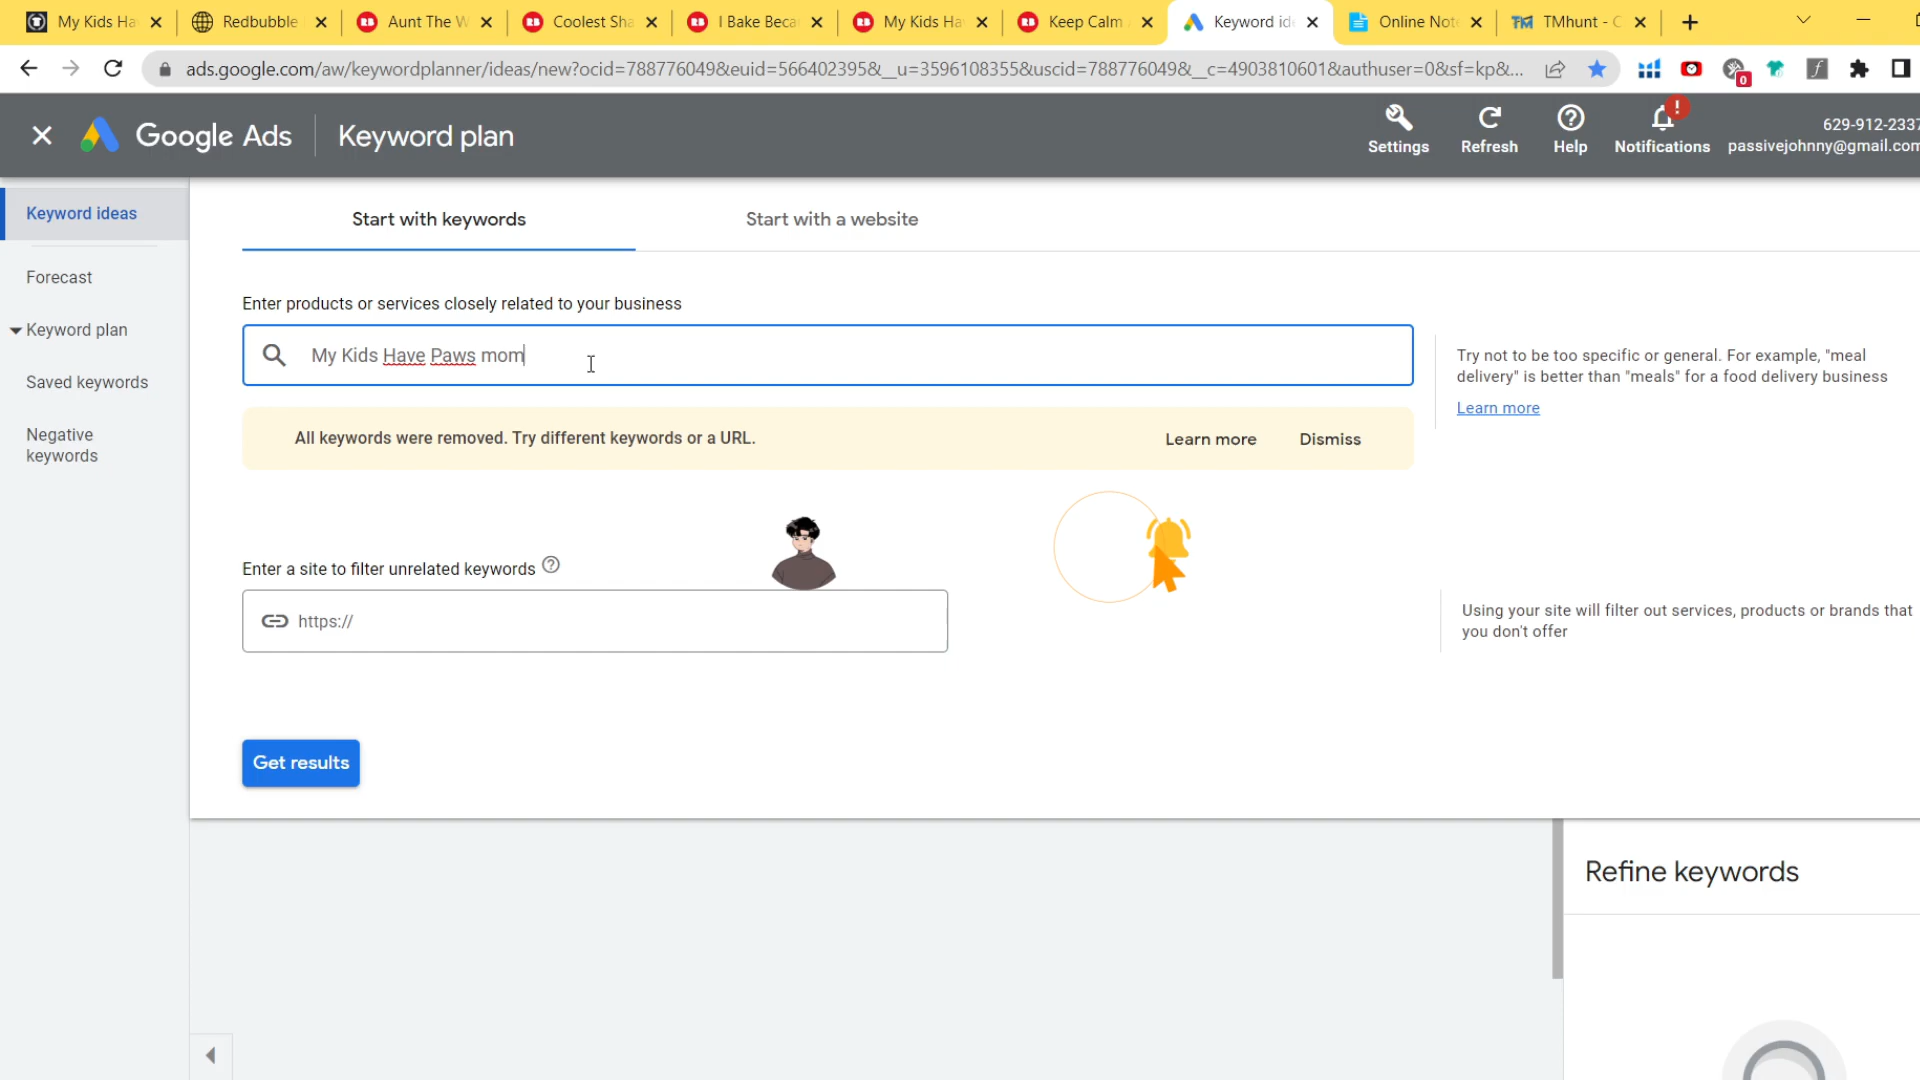 My Kids Ha
Redbubble
Aunt The W
Coolest Sha
I Bake Beca
My Kids Ha
Keep Calm
Keyword ide
Online Note
TMhunt - C
ads.google.com/aw/keywordplanner/ideas/new?ocid=788776049&euid=566402395&__u=3596108355&uscid=788776049&__c=4903810601&authuser=0&sf=kp&...
0
Google Ads
Keyword plan
Settings
Refresh
Help
Notifications
629-912-2337
passivejohnny@gmail.com
Keyword ideas
Forecast
Keyword plan
Saved keywords
Negative
keywords
Start with keywords
Start with a website
Enter products or services closely related to your business
My Kids Have Paws mom
Try not to be too specific or general. For example, "meal
delivery" is better than "meals" for a food delivery business
Learn more
All keywords were removed. Try different keywords or a URL.
Learn more
Dismiss
Enter a site to filter unrelated keywords
https://
Using your site will filter out services, products or brands that
you don't offer
Get results
Refine keywords